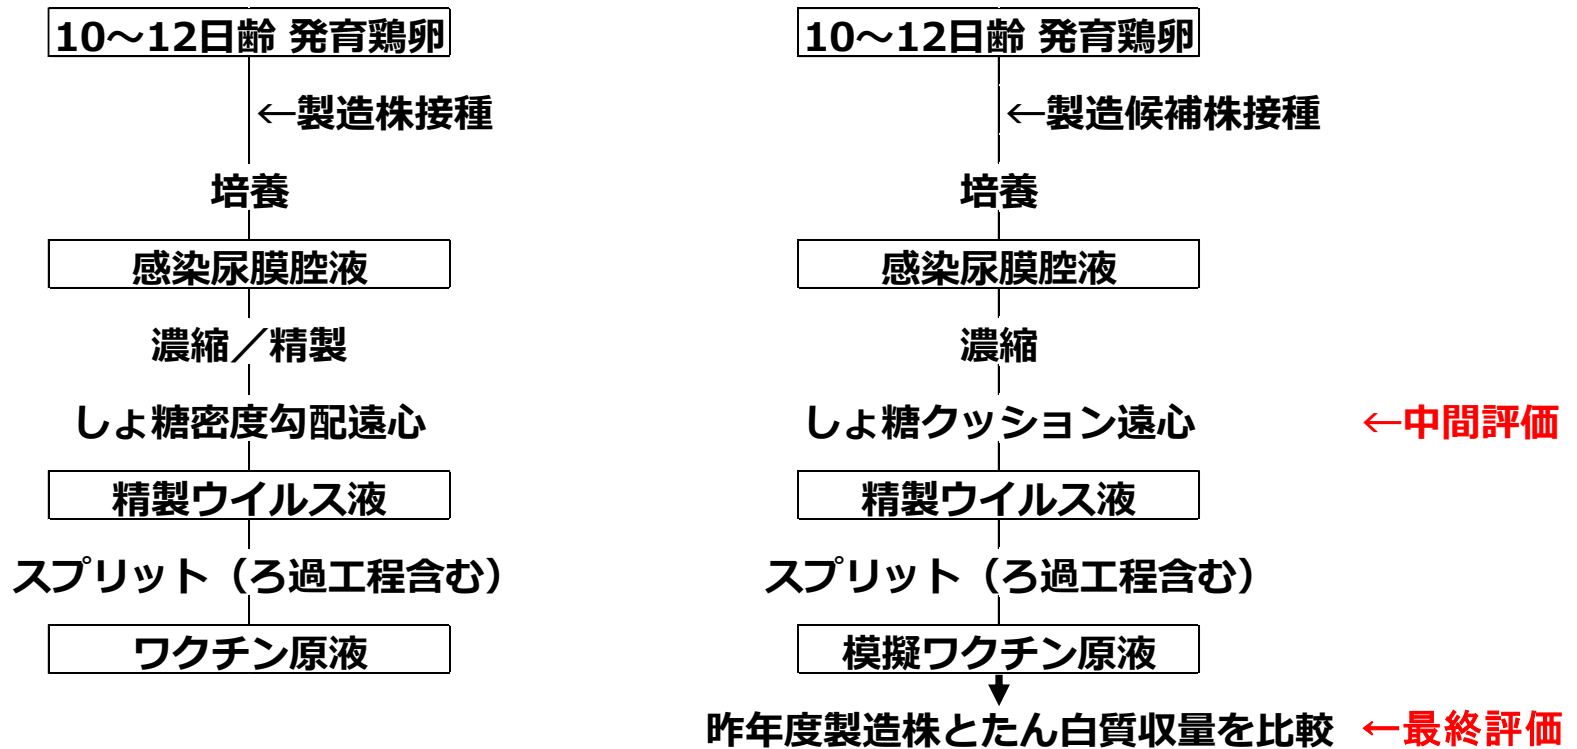 10～12日齢 発育鶏卵
←製造株接種
培養
感染尿膜腔液
濃縮／精製
しょ糖密度勾配遠心
精製ウイルス液
スプリット（ろ過工程含む）
ワクチン原液
10～12日齢 発育鶏卵
←製造候補株接種
培養
感染尿膜腔液
濃縮
しょ糖クッション遠心 ←中間評価
精製ウイルス液
スプリット（ろ過工程含む）
模擬ワクチン原液
昨年度製造株とたん白質収量を比較 ←最終評価